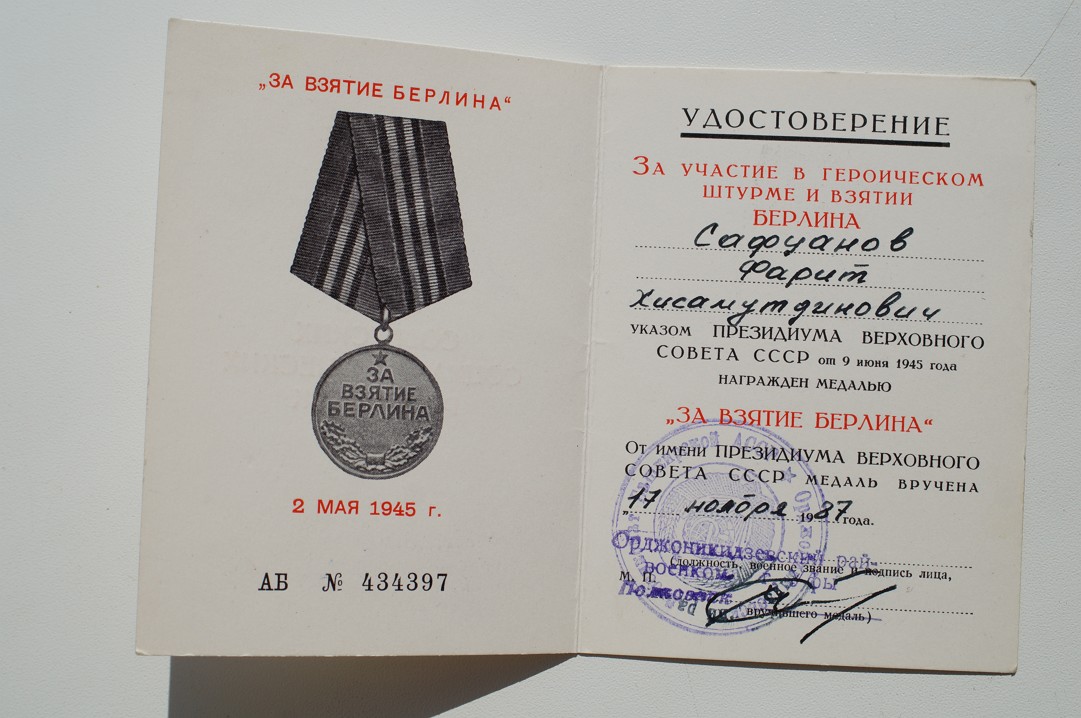 „ЗА ВЗЯТИЕ БЕРЛИНА“
ЗА
ВЗЯТИЕ
БЕРЛИНА
2 МАЯ 1945 г.
АБ № 434397
УДОСТОВЕРЕНИЕ
За участие в героическом
штурме и взятии
БЕРЛИНА
Сафуанов
Фарит
Хисамутдинович
указом ПРЕЗИДИУМА ВЕРХОВНОГО
СОВЕТА СССР от 9 июня 1945 года
награжден медалью
„ЗА ВЗЯТИЕ БЕРЛИНА“
От имени ПРЕЗИДИУМА ВЕРХОВНОГО
СОВЕТА СССР медаль вручена
„17 ноября 1987 года.
Орджоникидзевский рай-
(должность, военное звание и подпись лица,
военком г. Уфы
М. П.
вручившего медаль)